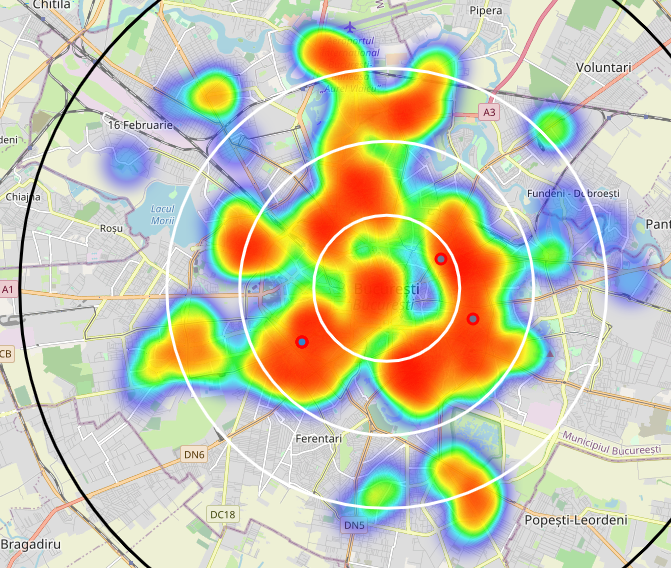 Chitila
Pipera
Voluntari
A3
16 Februarie
Fundeni - Dobroești
Chiajna
Lacul
Morii
Roșu
A1
București
CB
Ferentari
DN6
Municipiul București
DC18
DN5
Popești-Leordeni
Bragadiru